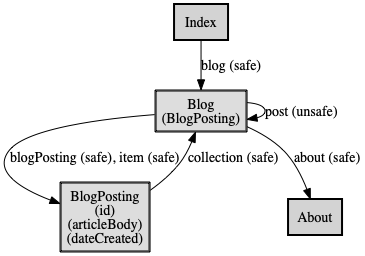 Index
blog (safe)
Blog
(BlogPosting)
post (unsafe)
blogPosting (safe), item (safe)
collection (safe)
about (safe)
BlogPosting
(id)
(articleBody)
(dateCreated)
About